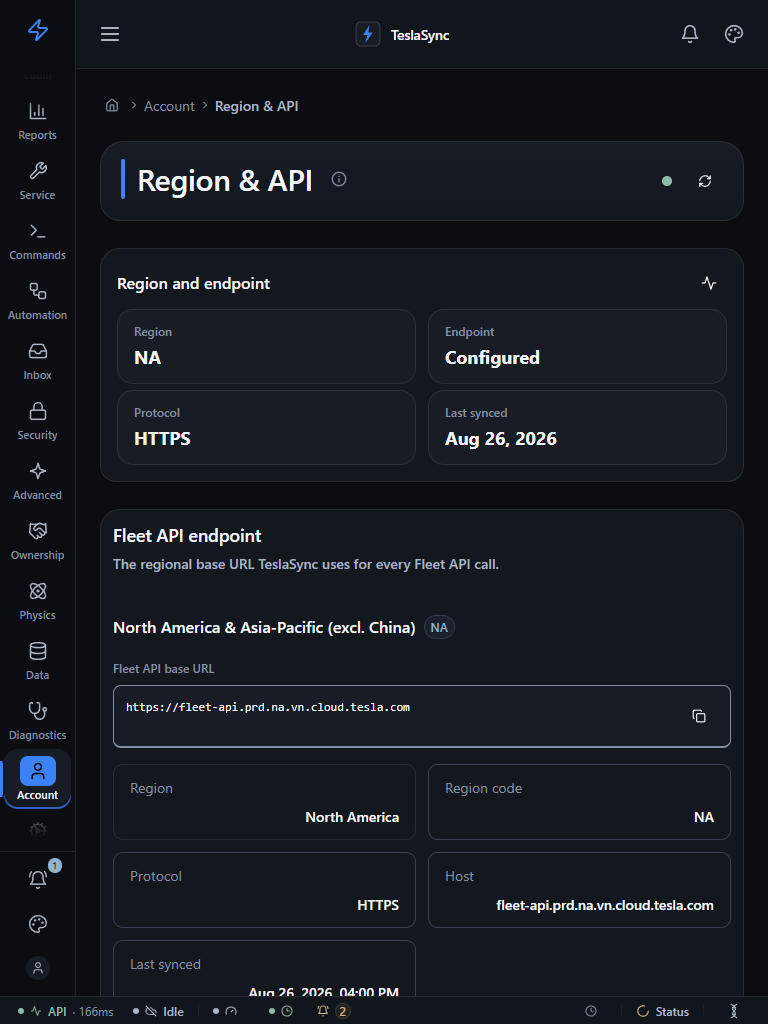 TeslaSync
Reports
Service
Commands
Automation
Inbox
Security
Advanced
Ownership
Physics
Data
Diagnostics
Account
1
Account
Region & API
Region & API
Region and endpoint
Region
NA
Endpoint
Configured
Protocol
HTTPS
Last synced
Aug 26, 2026
Fleet API endpoint
The regional base URL TeslaSync uses for every Fleet API call.
North America & Asia-Pacific (excl. China) NA
Fleet API base URL
https://fleet-api.prd.na.vn.cloud.tesla.com
Region
North America
Region code
NA
Protocol
HTTPS
Host
fleet-api.prd.na.vn.cloud.tesla.com
Last synced
Aug 26, 2026, 04:00 PM
API · 166ms
Idle
2
Status